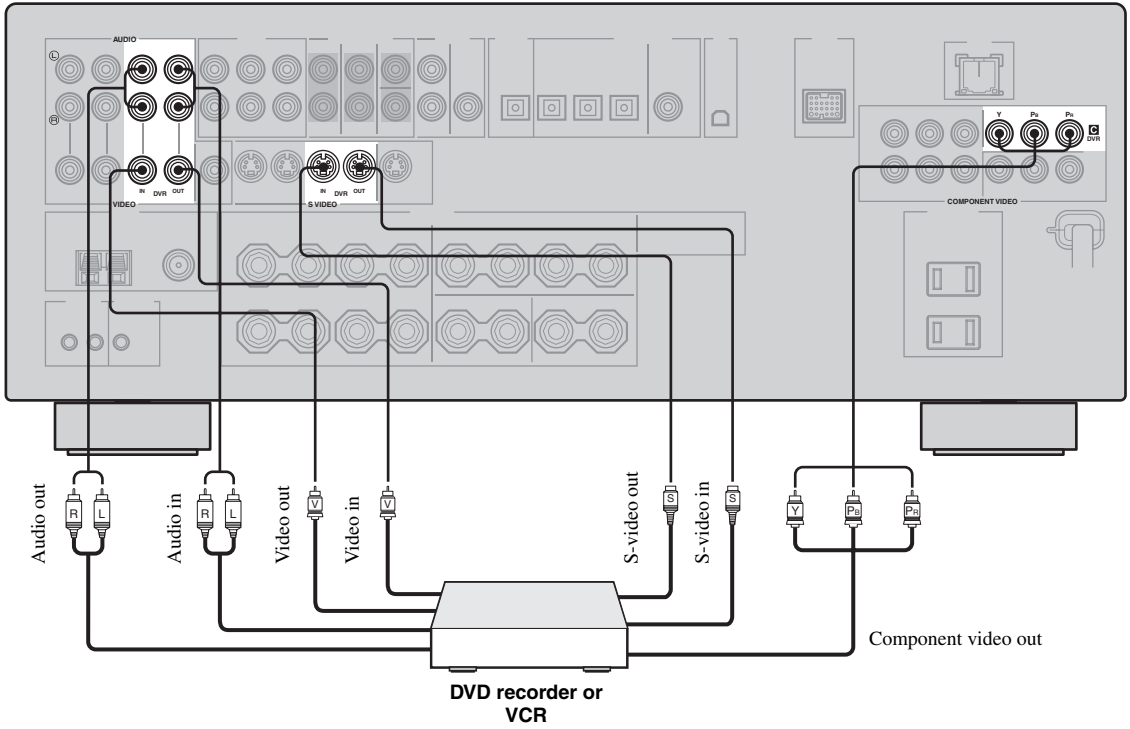 AUDIO
L
R
IN
DVR
OUT
VIDEO
IN
DVR
OUT
S VIDEO
Y
PB
PR
C
DVR
COMPONENT VIDEO
Audio out
R
L
Audio in
R
L
Video out
V
Video in
V
S-video out
S
S-video in
S
Y
PB
PR
Component video out
DVD recorder or
VCR